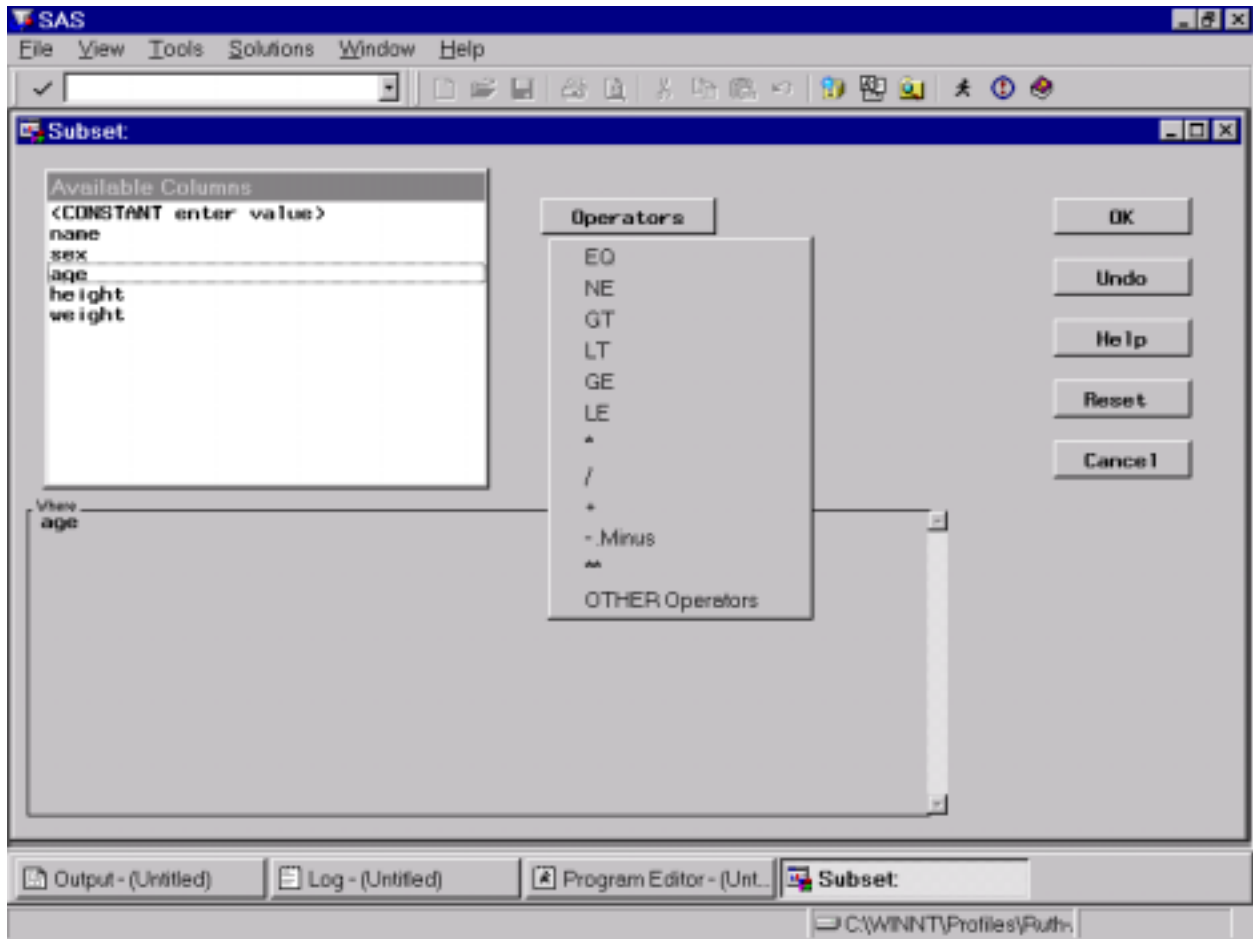 SAS
File View Tools Solutions Window Help
Subset:
Available Columns
<CONSTANT enter value>
name
sex
age
height
weight
Operators
EQ
NE
GT
LT
GE
LE
*
/
+
-.Minus
**
OTHER Operators
OK
Undo
Help
Reset
Cancel
Where
age
Output - (Untitled)
Log - (Untitled)
Program Editor - (Unt...
Subset:
C:\WINNT\Profiles\Ruth